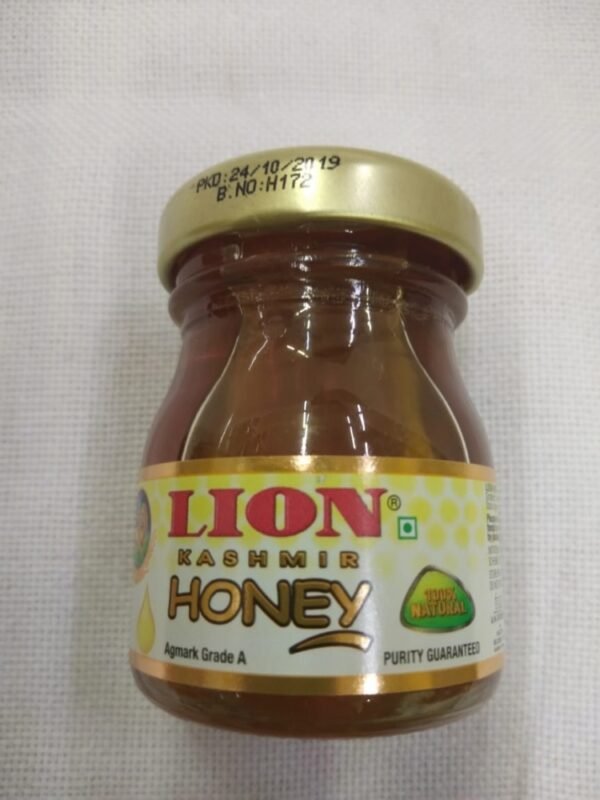 PKD:24/10/2019
B.NO:H172
LION®
KASHMIR
HONEY
100%
NATURAL
Agmark Grade A
PURITY GUARANTEED